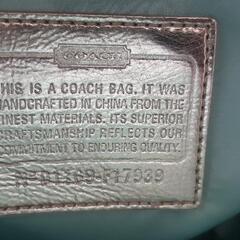 COACH
THIS IS A COACH BAG. IT WAS
HANDCRAFTED IN CHINA FROM THE
FINEST MATERIALS. ITS SUPERIOR
CRAFTSMANSHIP REFLECTS OUR
COMMITMENT TO ENDURING QUALITY.